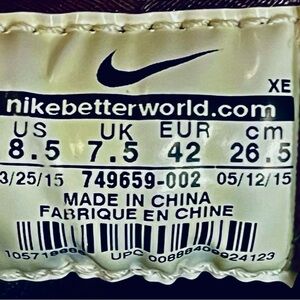 XE
nikebetterworld.com
US UK EUR cm
8.5 7.5 42 26.5
3/25/15 749659-002 05/12/15
MADE IN CHINA
FABRIQUE EN CHINE
UPC